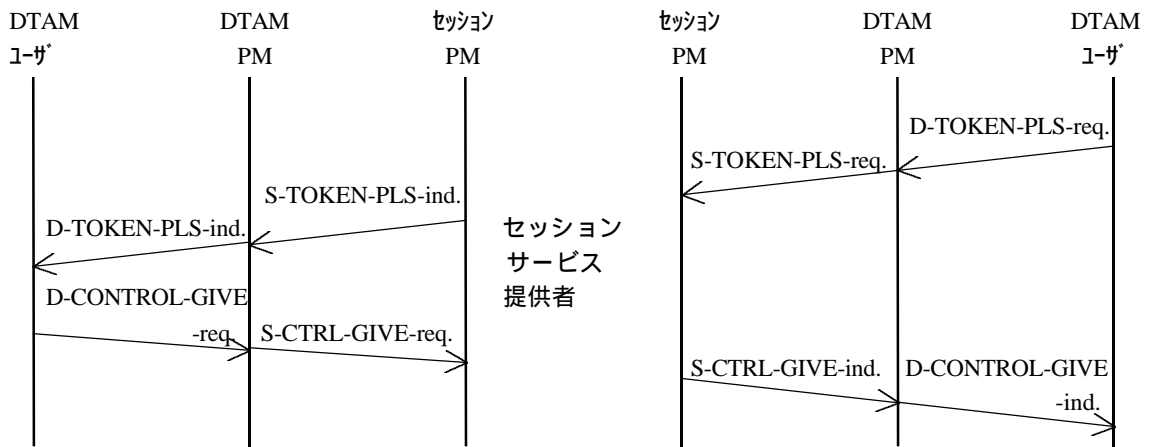 DTAM DTAM ｾｯｼｮﾝ ｾｯｼｮﾝ DTAM DTAM
ﾕｰｻﾞ PM PM PM PM ﾕｰｻﾞ
D-TOKEN-PLS-req.
S-TOKEN-PLS-req.
S-TOKEN-PLS-ind.
D-TOKEN-PLS-ind.
セッション
サービス
提供者
D-CONTROL-GIVE
-req. S-CTRL-GIVE-req.
S-CTRL-GIVE-ind. D-CONTROL-GIVE
-ind.